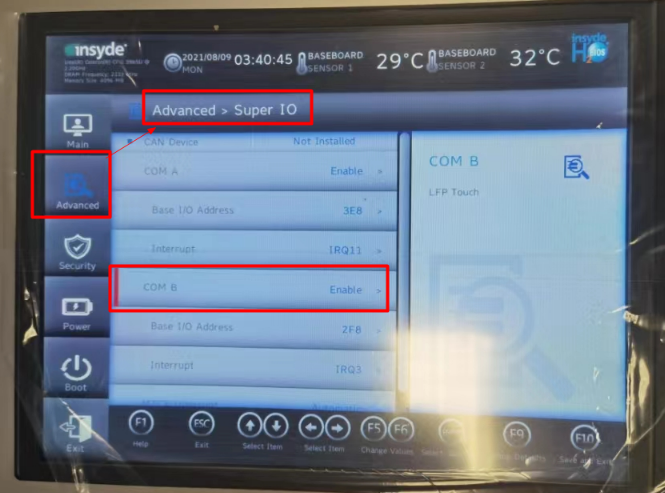 insyde
2021/08/09
MON
03:40:45
BASEBOARD
SENSOR 1
29°C
BASEBOARD
SENSOR 2
32°C
insyde
H2O
BIOS
Advanced > Super IO
Main
Advanced
Security
Power
Boot
Exit
CAN Device Not Installed
COM A Enable >
Base I/O Address 3E8 >
Interrupt IRQ11 >
COM B Enable >
Base I/O Address 2F8 >
Interrupt IRQ3 >
COM B
LFP Touch
F1
Help
ESC
Exit
Select Item
Select Item
F5 F6
Change Values
F9
F10
Save and Exit